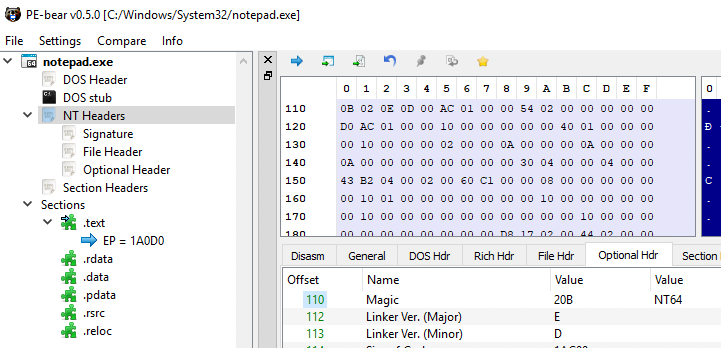 PE-bear v0.5.0 [C:/Windows/System32/notepad.exe]
File Settings Compare Info
notepad.exe
DOS Header
DOS stub
NT Headers
Signature
File Header
Optional Header
Section Headers
Sections
.text
EP = 1A0D0
.rdata
.data
.pdata
.rsrc
.reloc
0 1 2 3 4 5 6 7 8 9 A B C D E F 0
110 0B 02 0E 0D 00 AC 01 00 00 54 02 00 00 00 00 00
120 D0 AC 01 00 00 10 00 00 00 00 00 40 01 00 00 00
130 00 10 00 00 00 02 00 00 0A 00 00 00 0A 00 00 00
140 0A 00 00 00 00 00 00 00 00 30 04 00 00 04 00 00
150 43 B2 04 00 02 00 60 C1 00 00 08 00 00 00 00 00
160 00 10 01 00 00 00 00 00 00 10 00 00 00 00 00 00
170 00 10 00 00 00 00 00 00 00 00 00 00 10 00 00 00
Disasm General DOS Hdr Rich Hdr File Hdr Optional Hdr Section
Offset Name Value Value
110 Magic 20B NT64
112 Linker Ver. (Major) E
113 Linker Ver. (Minor) D